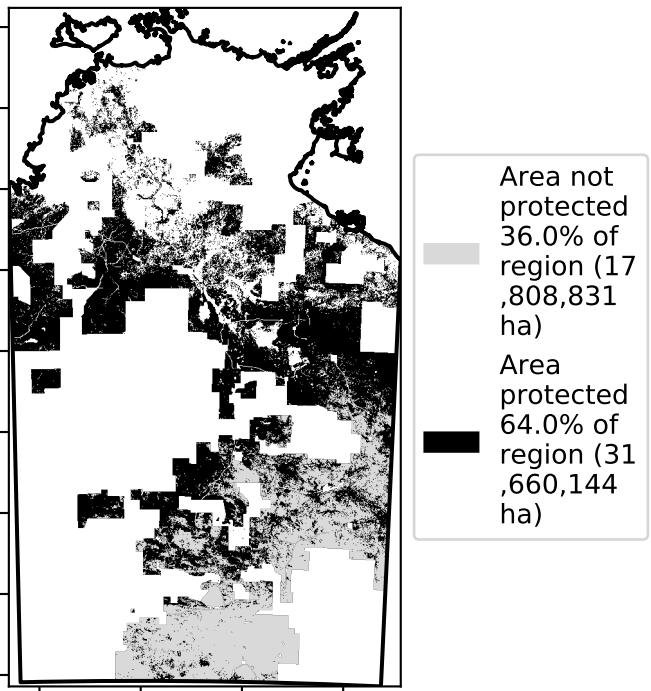 Area not
protected
36.0% of
region (17
,808,831
ha)
Area
protected
64.0% of
region (31
,660,144
ha)